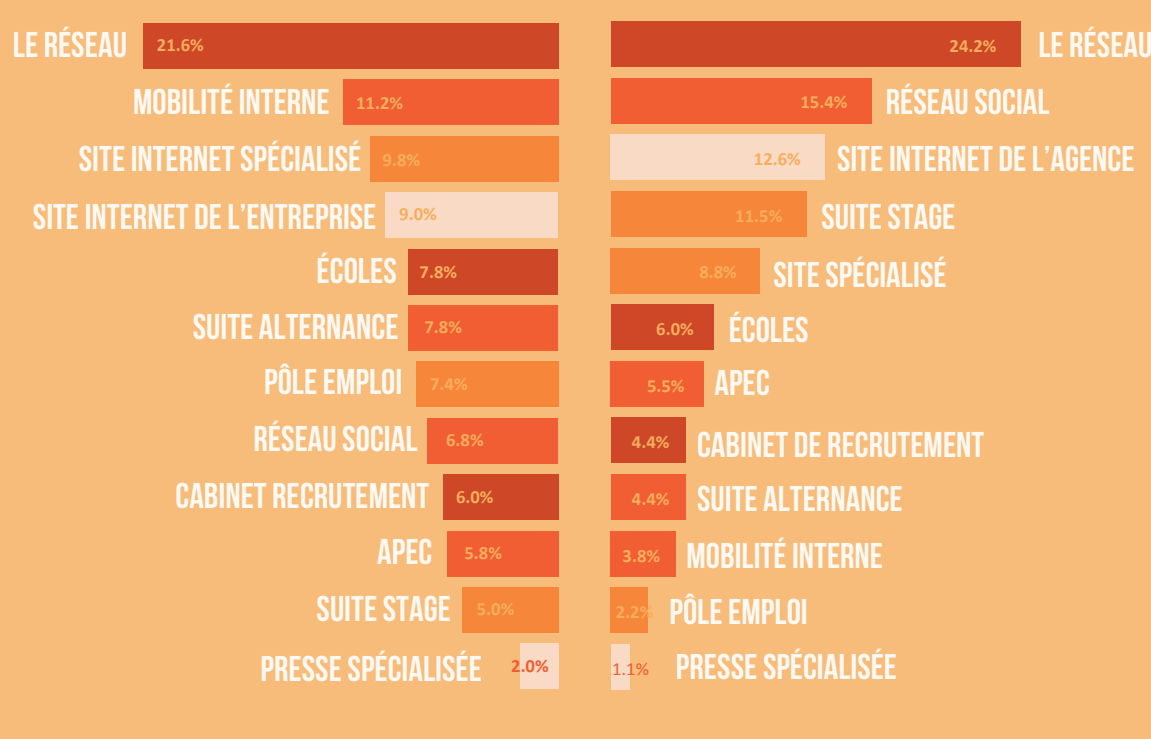 LE RÉSEAU 21.6%
MOBILITÉ INTERNE 11.2%
SITE INTERNET SPÉCIALISÉ 9.8%
SITE INTERNET DE L'ENTREPRISE 9.0%
ÉCOLES 7.8%
SUITE ALTERNANCE 7.8%
PÔLE EMPLOI 7.4%
RÉSEAU SOCIAL 6.8%
CABINET RECRUTEMENT 6.0%
APEC 5.8%
SUITE STAGE 5.0%
PRESSE SPÉCIALISÉE 2.0%
24.2% LE RÉSEAU
15.4% RÉSEAU SOCIAL
12.6% SITE INTERNET DE L'AGENCE
11.5% SUITE STAGE
8.8% SITE SPÉCIALISÉ
6.0% ÉCOLES
5.5% APEC
4.4% CABINET DE RECRUTEMENT
4.4% SUITE ALTERNANCE
3.8% MOBILITÉ INTERNE
2.2% PÔLE EMPLOI
1.1% PRESSE SPÉCIALISÉE